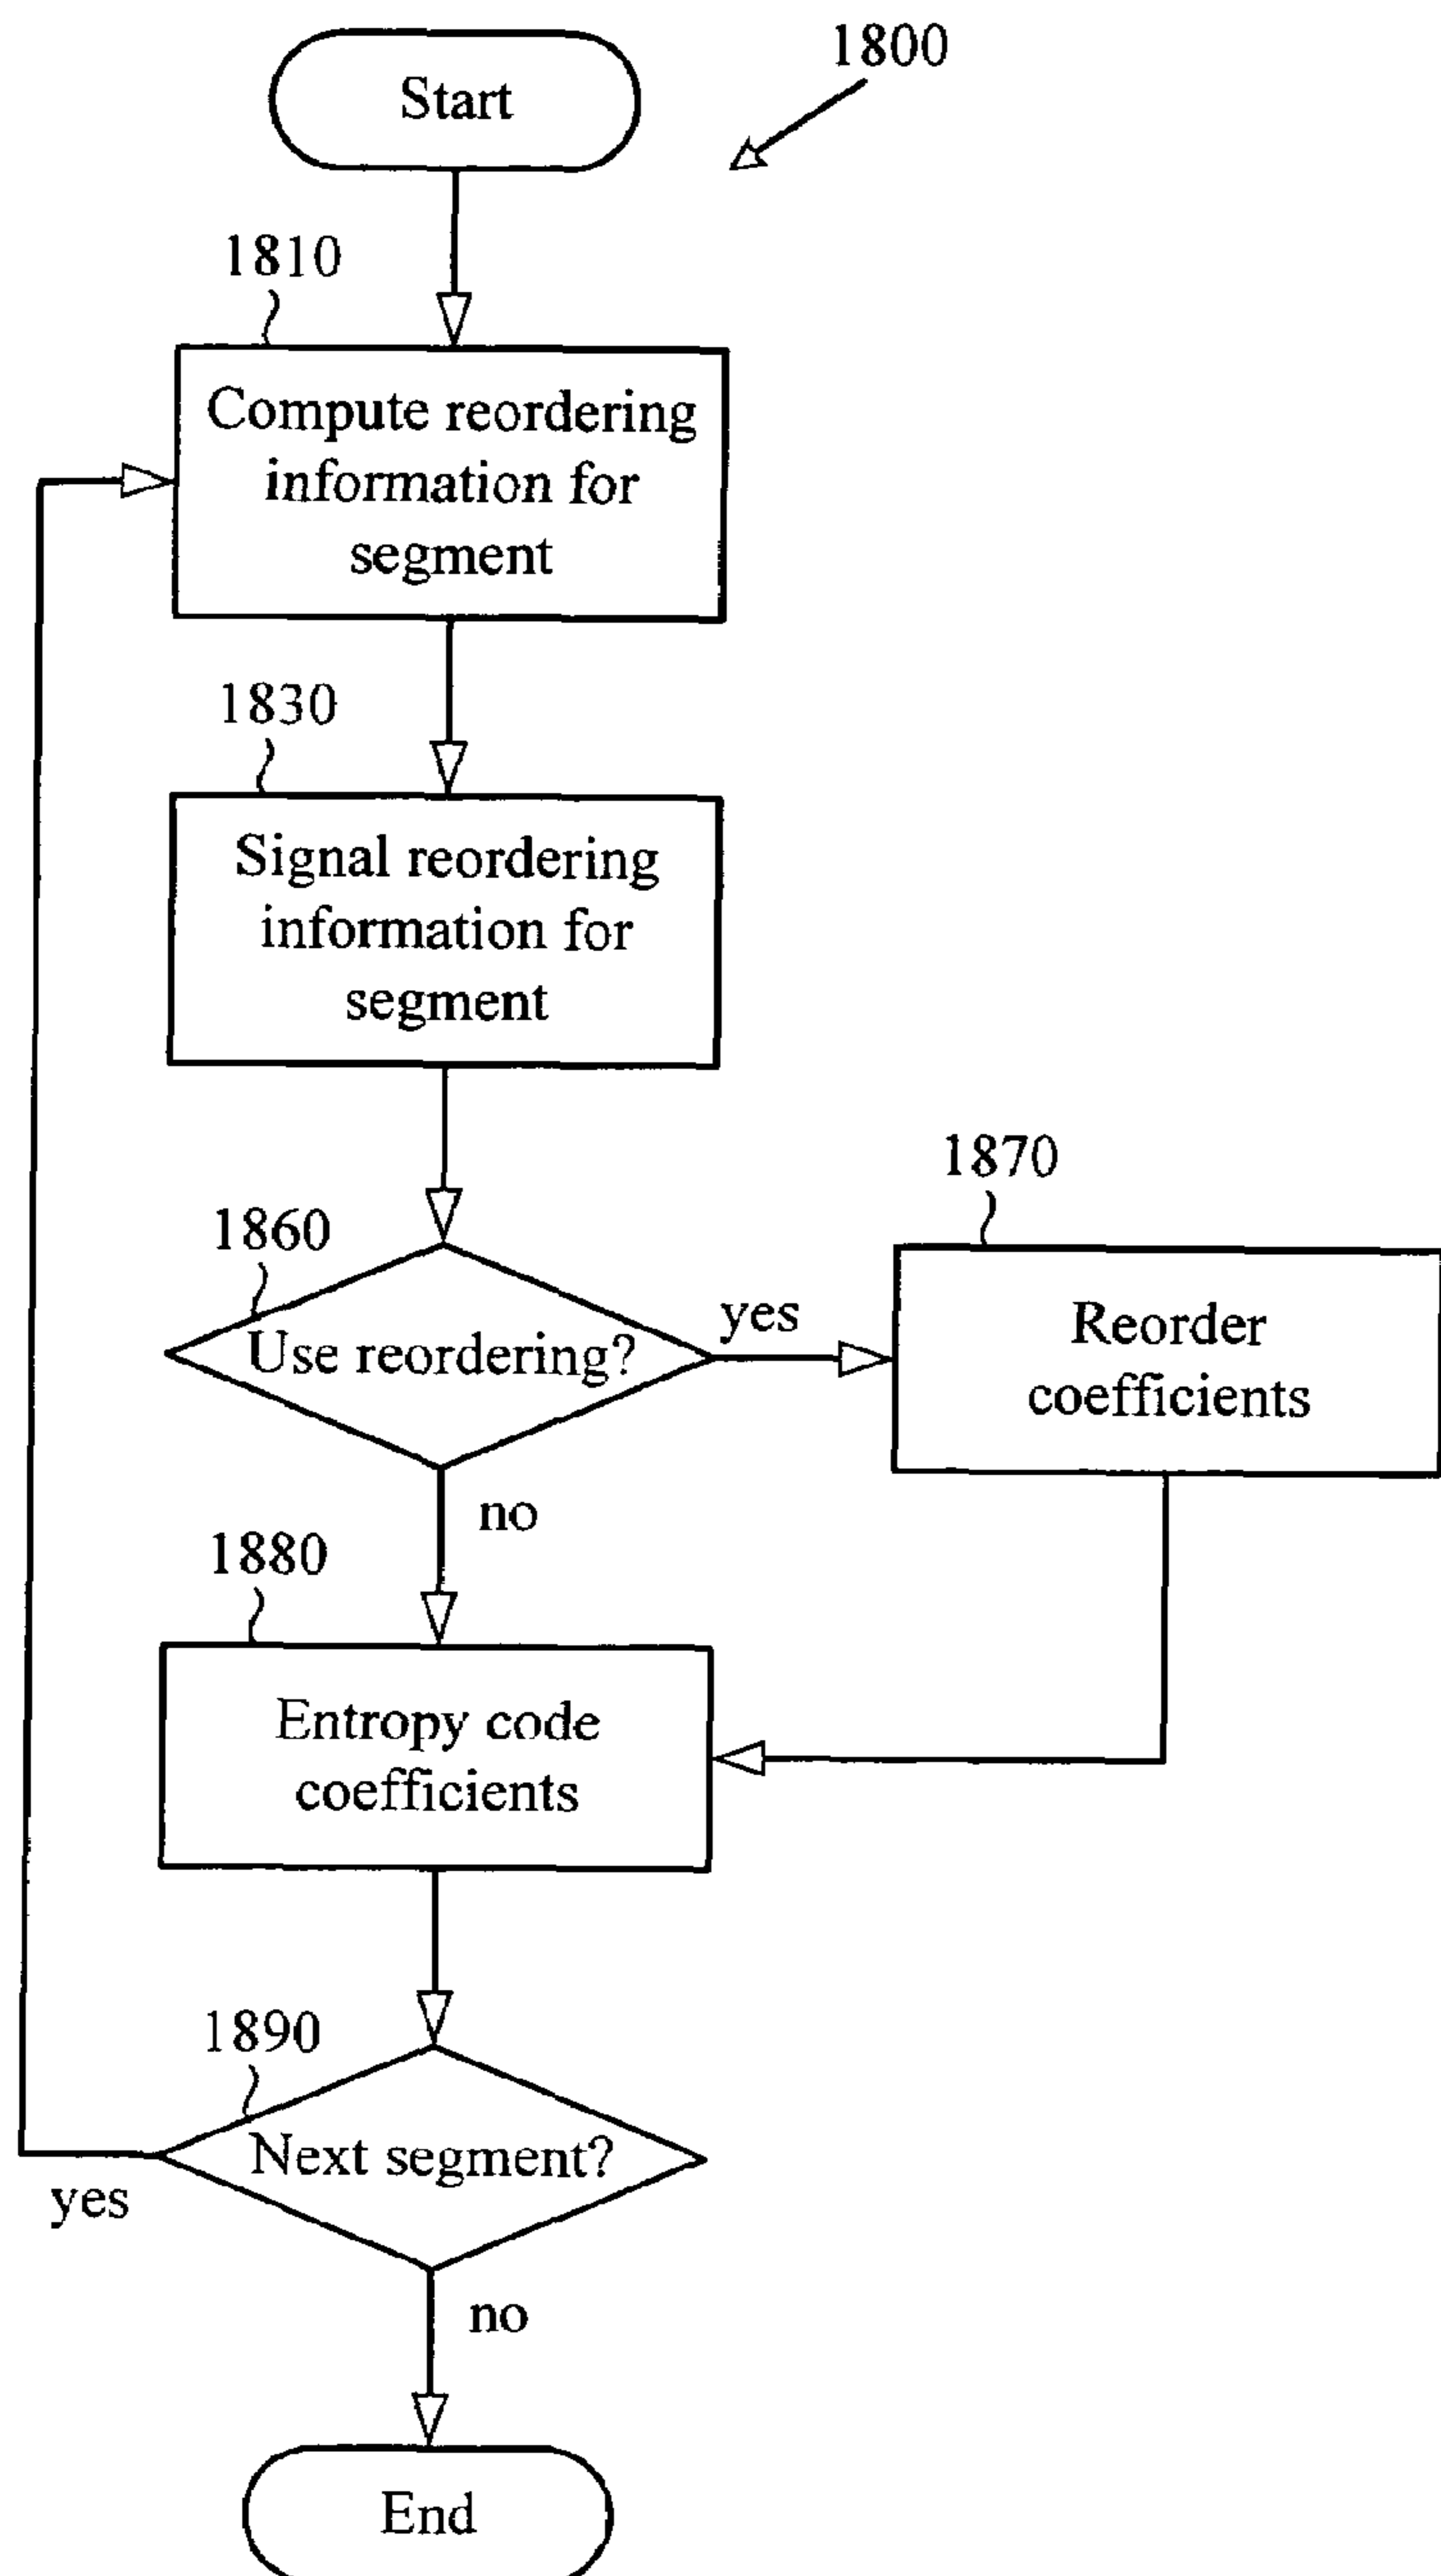 Start
1800
1810
Compute reordering
information for
segment
1830
Signal reordering
information for
segment
1860
Use reordering?
yes
1870
Reorder
coefficients
no
1880
Entropy code
coefficients
1890
Next segment?
yes
no
End